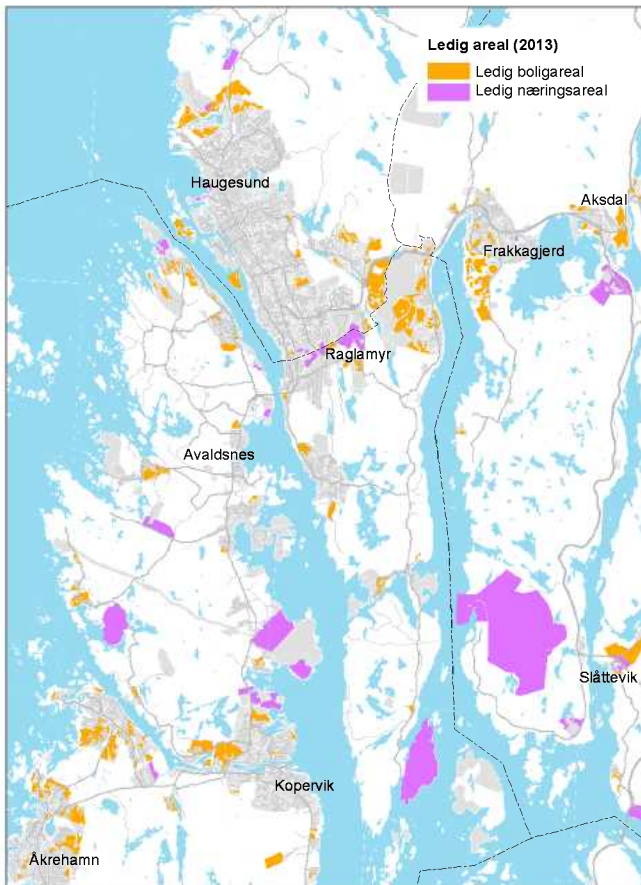 Ledig areal (2013)
Ledig boligareal
Ledig næringsareal
Haugesund
Aksdal
Frakkagjerd
Raglamyr
Avaldsnes
Slåttevik
Kopervik
Åkrehamn